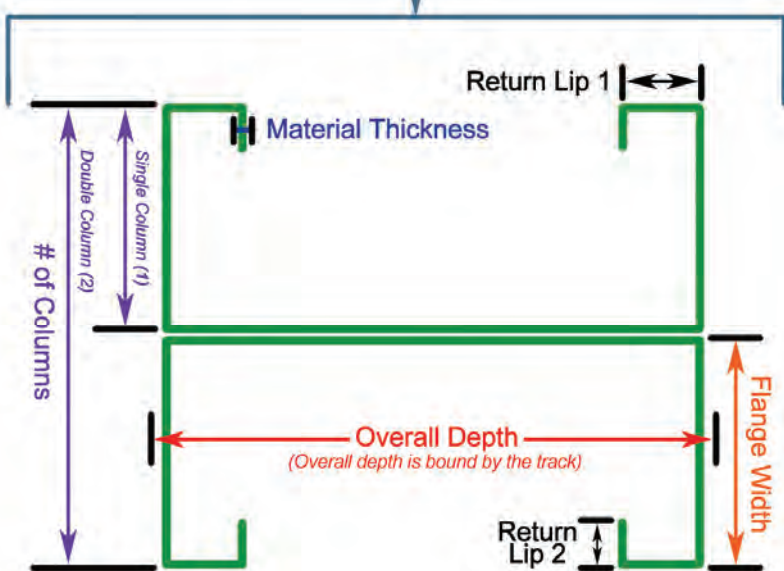 Return Lip 1
Material Thickness
Single Column (1)
Double Column (2)
# of Columns
Flange Width
Overall Depth
(Overall depth is bound by the track)
Return
Lip 2